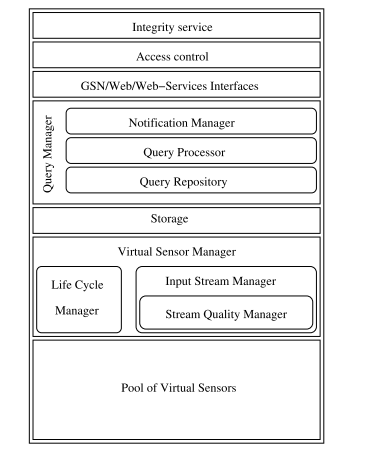 Integrity service
Access control
GSN/Web/Web−Services Interfaces
Query Manager
Notification Manager
Query Processor
Query Repository
Storage
Virtual Sensor Manager
Life Cycle
Manager
Input Stream Manager
Stream Quality Manager
Pool of Virtual Sensors